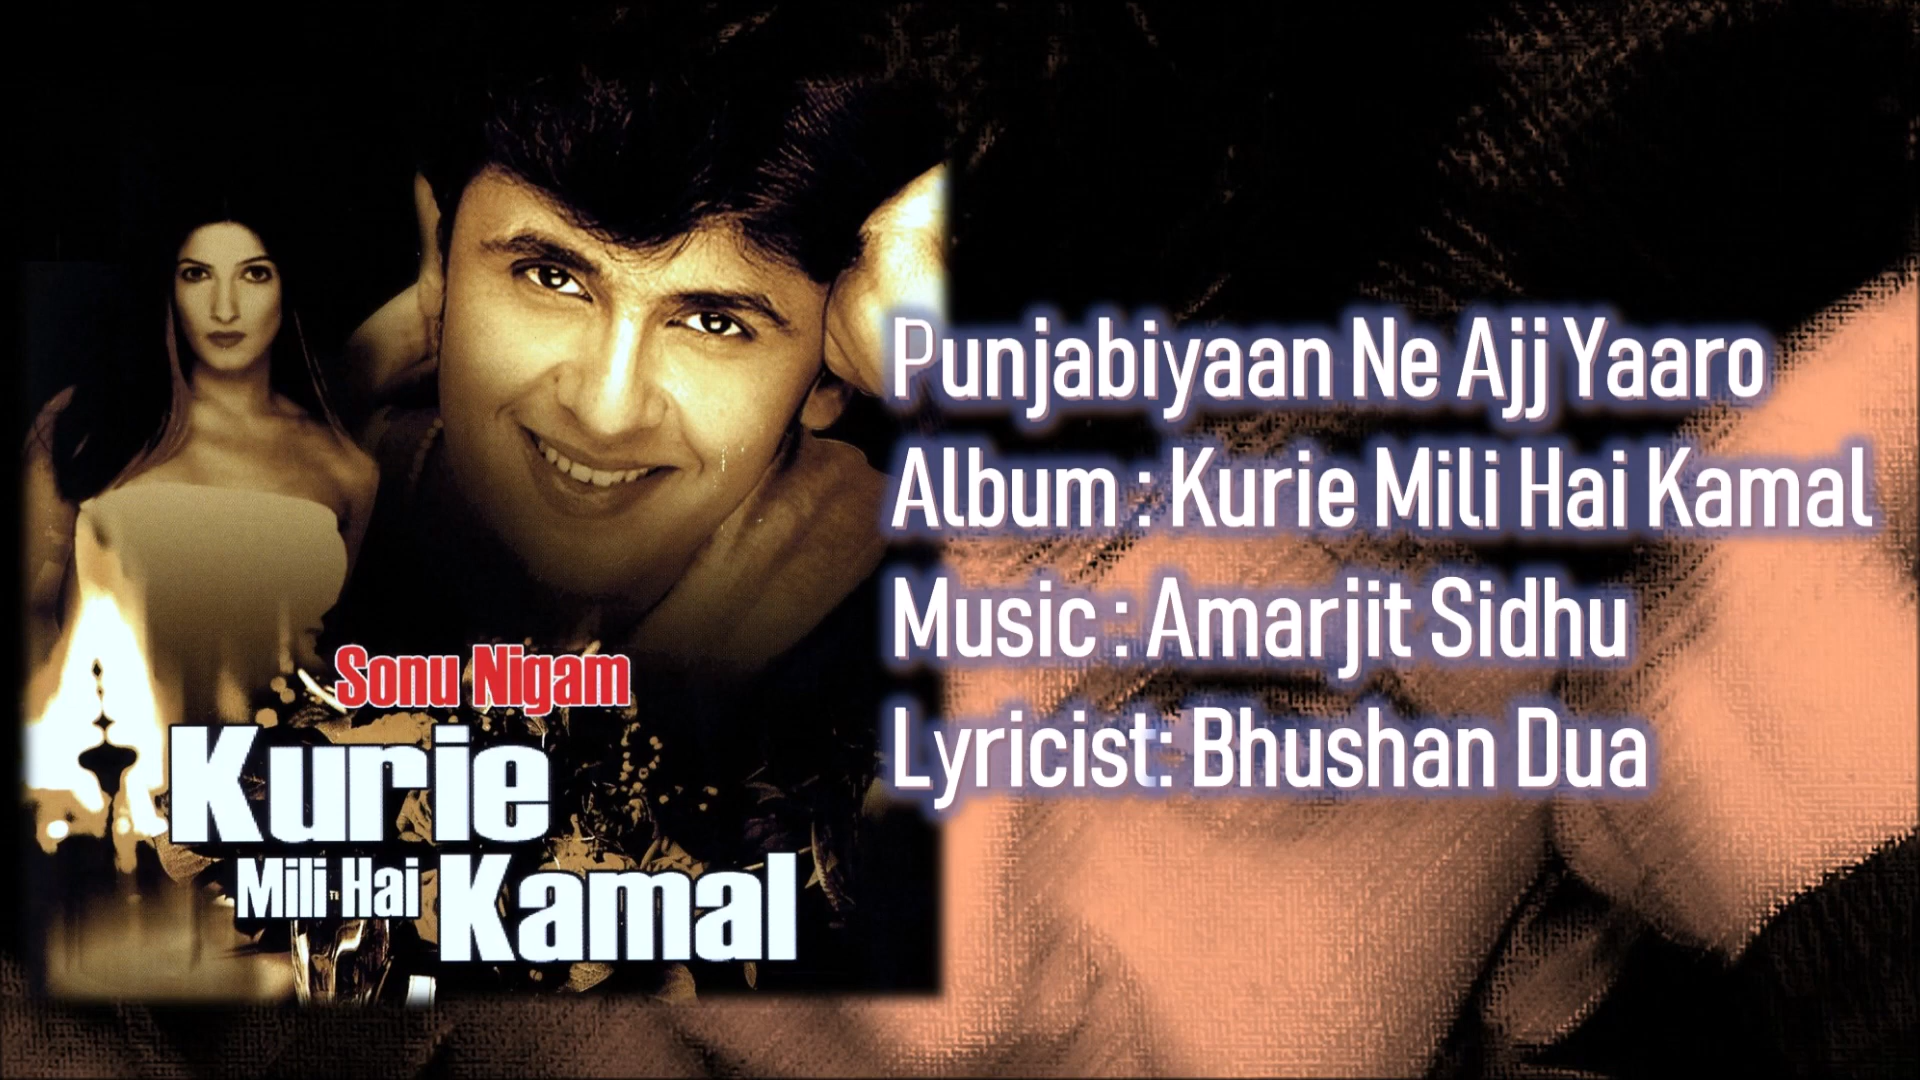 Sonu Nigam
Kurie
Mili Hai Kamal
Punjabiyaan Ne Ajj Yaaro
Album : Kurie Mili Hai Kamal
Music : Amarjit Sidhu
Lyricist: Bhushan Dua